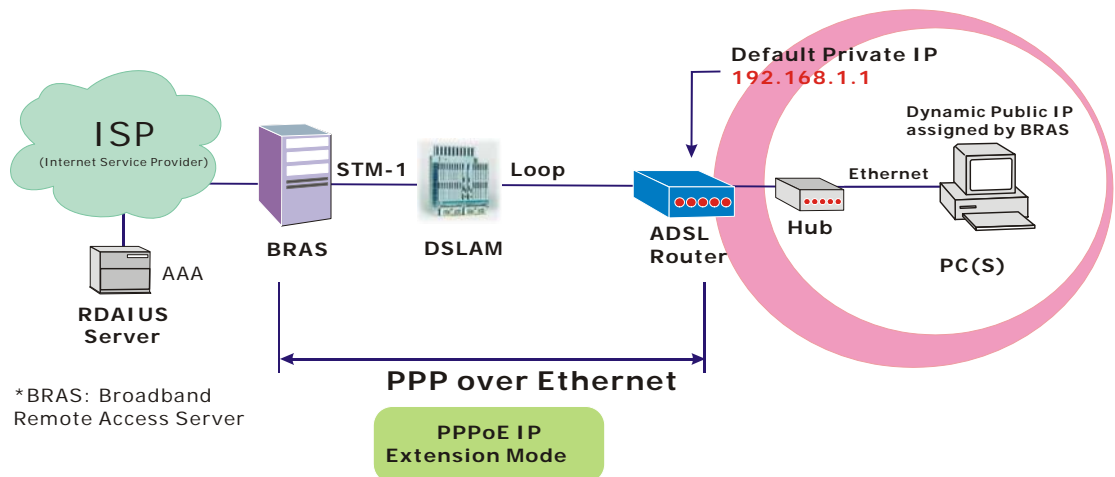 Default Private IP
192.168.1.1
ISP
(Internet Service Provider)
Dynamic Public IP
assigned by BRAS
STM-1
Loop
Ethernet
BRAS
DSLAM
ADSL
Router
Hub
PC(S)
AAA
RDAIUS
Server
PPP over Ethernet
*BRAS: Broadband
Remote Access Server
PPPoE IP
Extension Mode